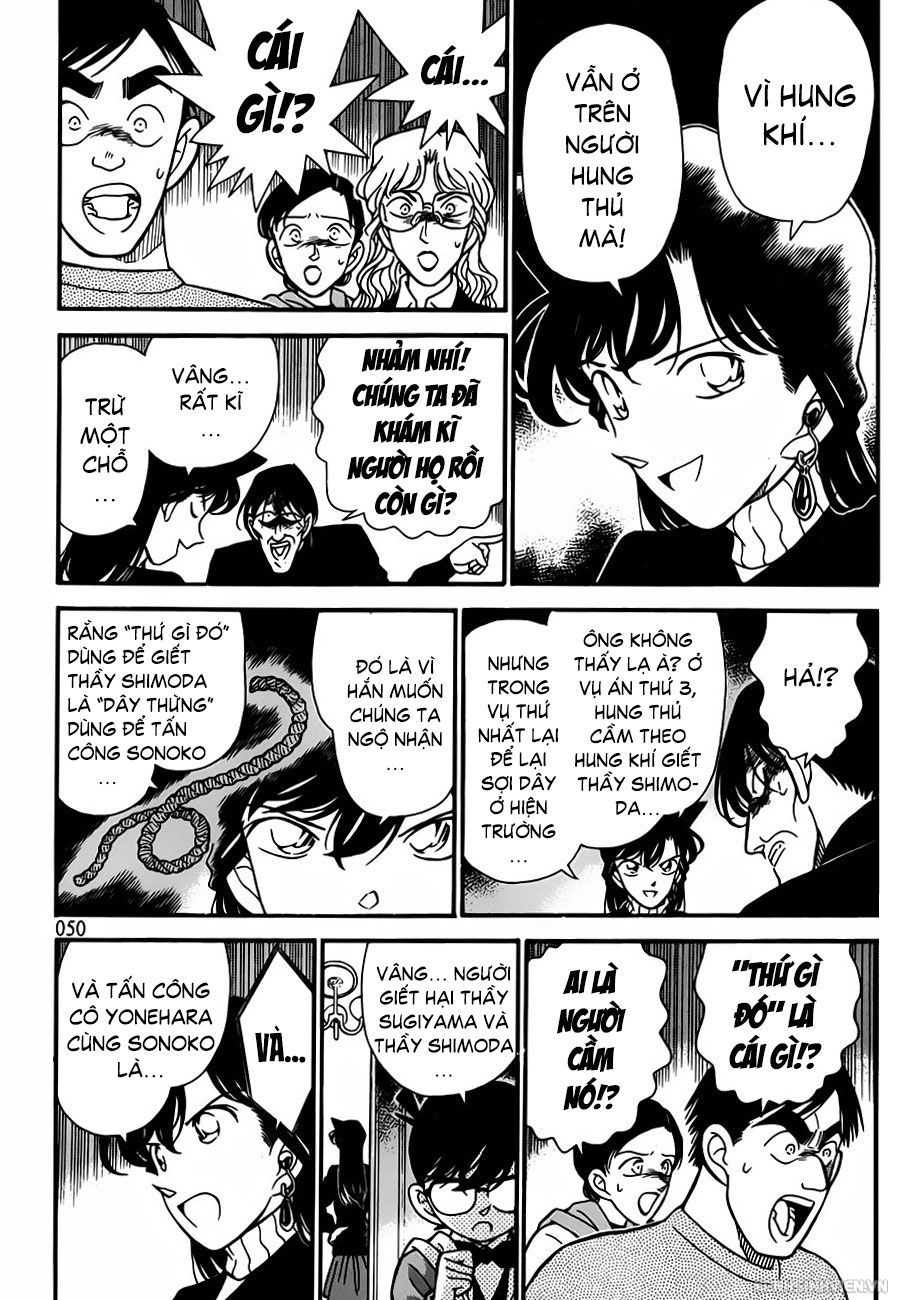 VÌ HUNG
KHÍ...
VẪN Ở
TRÊN
NGƯỜI
HUNG
THỦ
MÀ!
CÁI...
CÁI
GÌ!?
NHẢM NHÍ!
CHÚNG TA ĐÃ
KHÁM KĨ
NGƯỜI HỌ RỒI
CÒN GÌ?
VÂNG...
RẤT KĨ
...
TRỪ
MỘT
CHỖ
...
HẢ!?
ÔNG KHÔNG
THẤY LẠ À? Ở
VỤ ÁN THỨ 3,
HUNG THỦ
CẦM THEO
HUNG KHÍ GIẾT
THẦY SHIMO-
DA...
NHƯNG
TRONG
VỤ THỨ
NHẤT LẠI
ĐỂ LẠI
SỢI DÂY
Ở HIỆN
TRƯỜNG
...
ĐÓ LÀ VÌ
HẮN MUỐN
CHÚNG TA
NGỘ NHẬN
...
RẰNG "THỨ GÌ ĐÓ"
DÙNG ĐỂ GIẾT
THẦY SHIMODA
LÀ "DÂY THỪNG"
DÙNG ĐỂ TẤN
CÔNG SONOKO
...
050
"THỨ GÌ
ĐÓ" LÀ
CÁI GÌ!?
AI LÀ
NGƯỜI
CẦM
NÓ!?
VÂNG... NGƯỜI
GIẾT HẠI THẦY
SUGIYAMA VÀ
THẦY SHIMODA
...
VÀ...
VÀ TẤN CÔNG
CÔ YONEHARA
CÙNG SONOKO
LÀ...